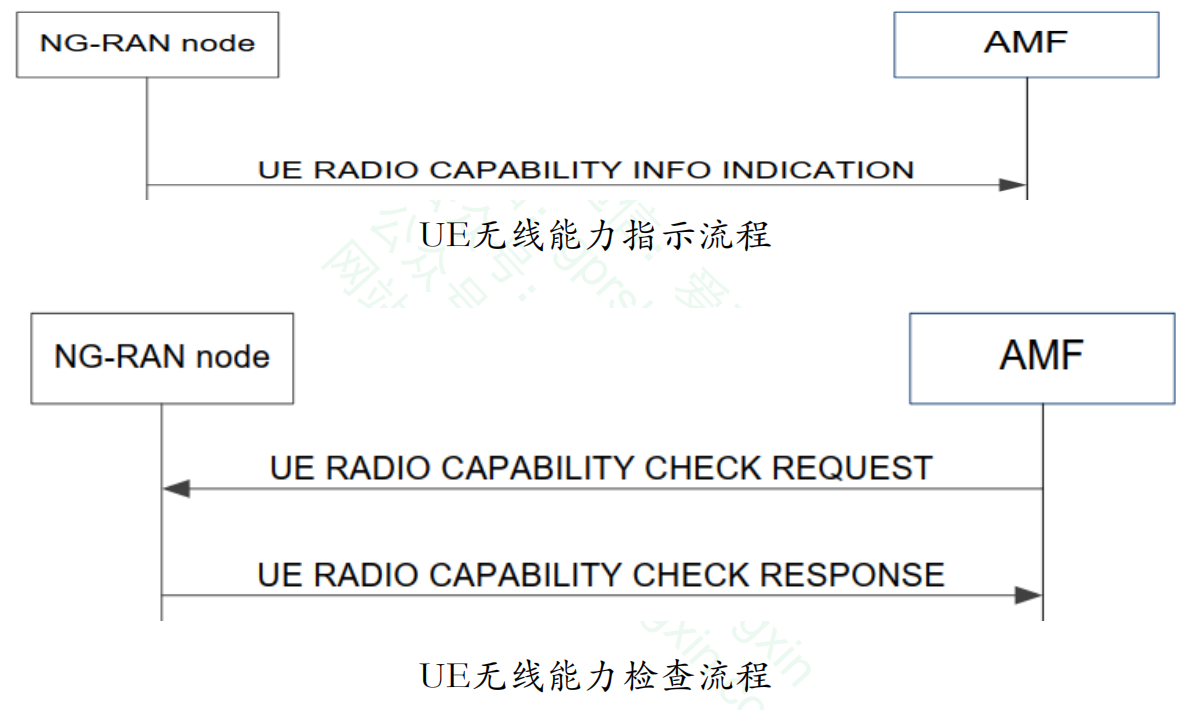 NG-RAN node
AMF
UE RADIO CAPABILITY INFO INDICATION
UE无线能力指示流程
NG-RAN node
AMF
UE RADIO CAPABILITY CHECK REQUEST
UE RADIO CAPABILITY CHECK RESPONSE
UE无线能力检查流程